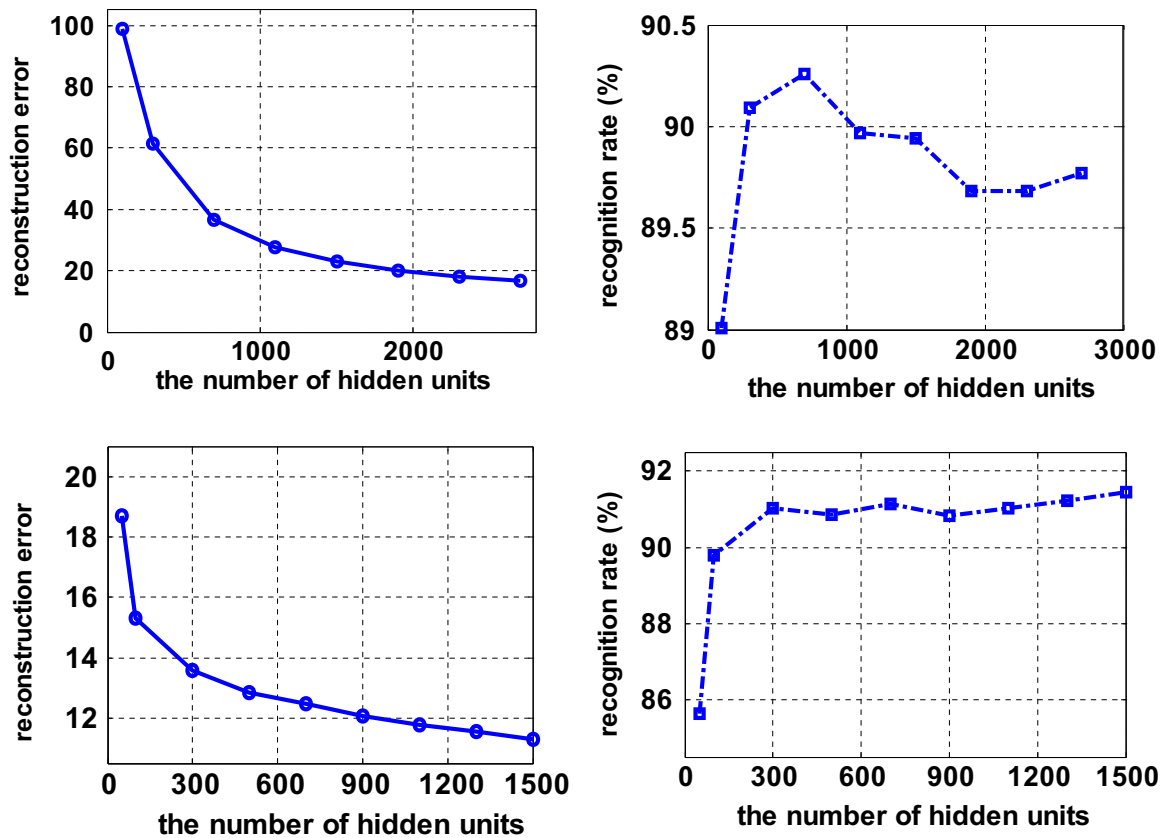 reconstruction error
100
80
60
40
20
0
0 1000 2000
the number of hidden units
recognition rate (%)
90.5
90
89.5
89
0 1000 2000 3000
the number of hidden units
reconstruction error
20
18
16
14
12
0 300 600 900 1200 1500
the number of hidden units
recognition rate (%)
92
90
88
86
0 300 600 900 1200 1500
the number of hidden units